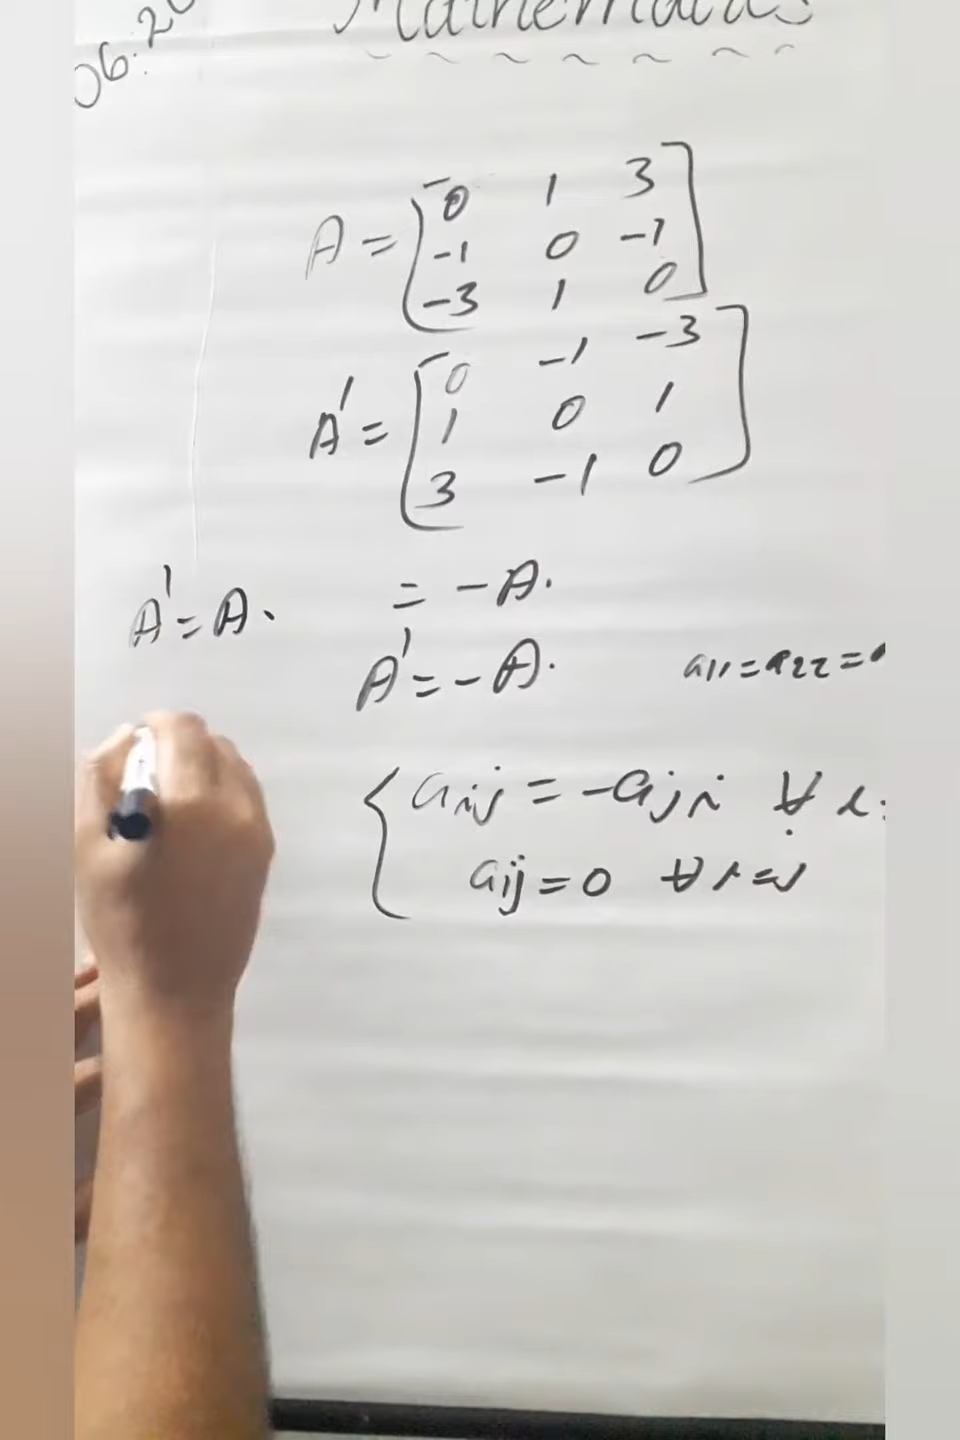 06.2
Mathematics
A = [0 1 3
-1 0 -1
-3 1 0]
A' = [0 -1 -3
1 0 1
3 -1 0]
A' = A. = -A.
A' = -A. a11 = a22 =
{ aij = -aji ∀ i
aij = 0 ∀ i = j